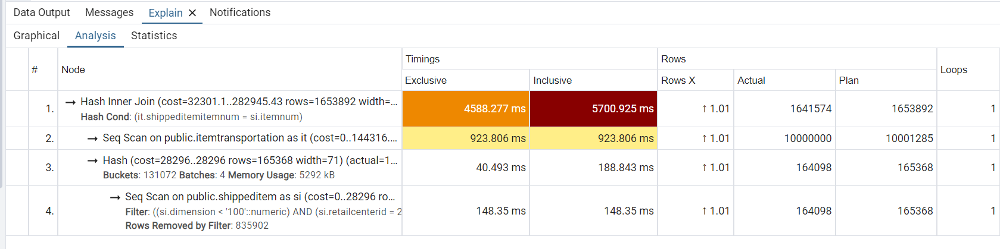 Data Output Messages Explain ✕ Notifications
Graphical Analysis Statistics
# Node Timings Rows Loops
Exclusive Inclusive Rows X Actual Plan
1. → Hash Inner Join (cost=32301.1..282945.43 rows=1653892 width=... 4588.277 ms 5700.925 ms ↑ 1.01 1641574 1653892 1
Hash Cond: (it.shippeditemitemnum = si.itemnum)
2. → Seq Scan on public.itemtransportation as it (cost=0..144316.... 923.806 ms 923.806 ms ↑ 1.01 10000000 10001285 1
3. → Hash (cost=28296..28296 rows=165368 width=71) (actual=1... 40.493 ms 188.843 ms ↑ 1.01 164098 165368 1
Buckets: 131072 Batches: 4 Memory Usage: 5292 kB
4. → Seq Scan on public.shippeditem as si (cost=0..28296 ro... 148.35 ms 148.35 ms ↑ 1.01 164098 165368 1
Filter: ((si.dimension < '100'::numeric) AND (si.retailcenterid = 2
Rows Removed by Filter: 835902